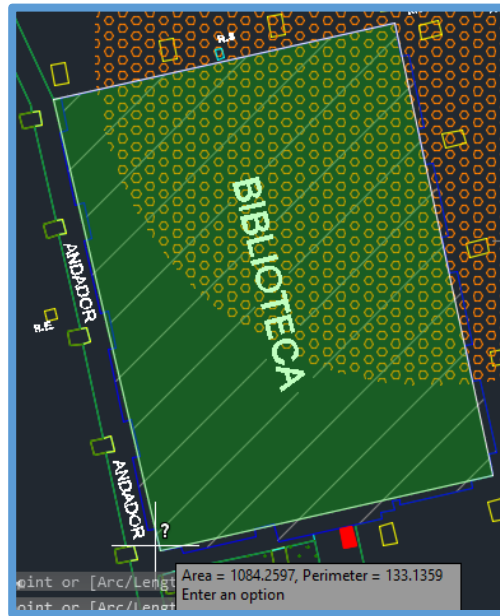 R.S
BIBLIOTECA
ANDADOR
ANDADOR
?
Area = 1084.2597, Perimeter = 133.1359
Enter an option
oint or [Arc/Lengt
oint or [Arc/Lengt